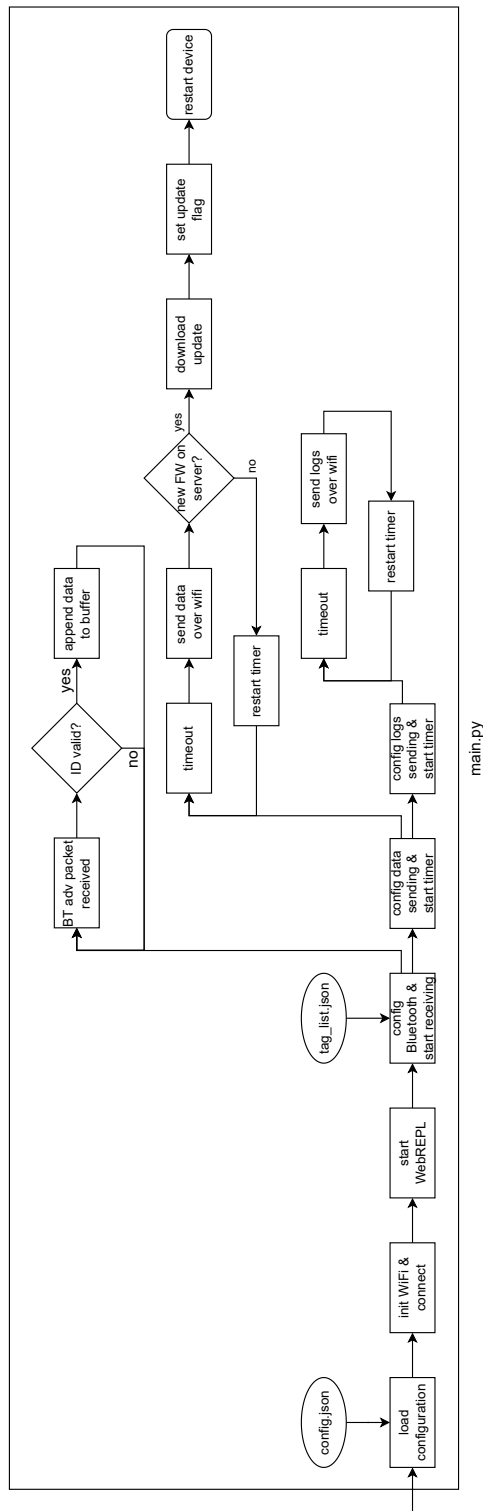 config.json
load
configuration
init WiFi &
connect
start
WebREPL
tag_list.json
config
Bluetooth &
start receiving
config data
sending &
start timer
config logs
sending &
start timer
BT adv packet
received
ID valid?
yes
no
append data
to buffer
timeout
send data
over wifi
new FW on
server?
yes
no
restart timer
download
update
set update
flag
restart device
timeout
send logs
over wifi
restart timer
main.py